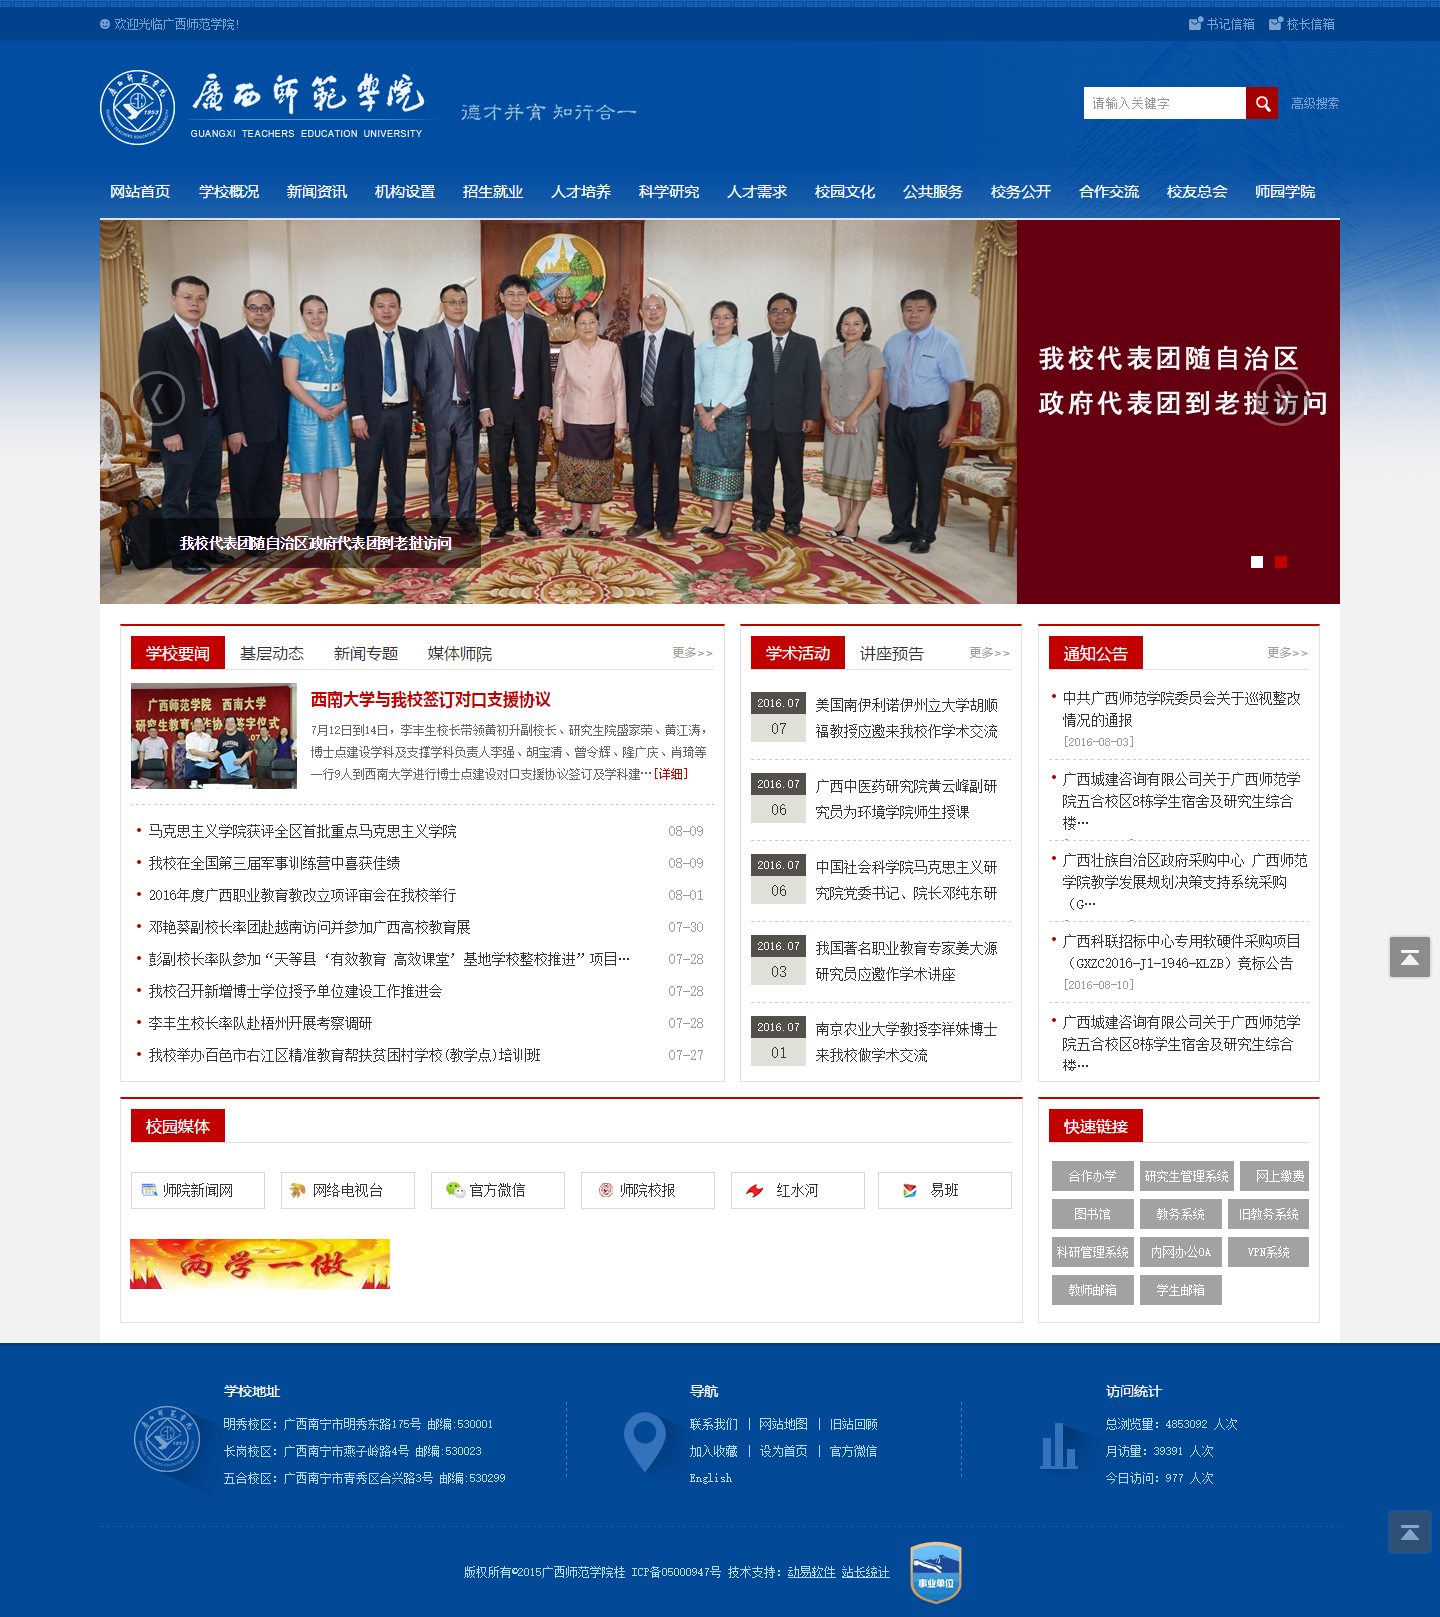 欢迎光临广西师范学院!
书记信箱 校长信箱
廣西师範學院
GUANGXI TEACHERS EDUCATION UNIVERSITY
德才并育 知行合一
请输入关键字
高级搜索
网站首页 学校概况 新闻资讯 机构设置 招生就业 人才培养 科学研究 人才需求 校园文化 公共服务 校务公开 合作交流 校友总会 师园学院
我校代表团随自治区
政府代表团到老挝访问
我校代表团随自治区政府代表团到老挝访问
学校要闻 基层动态 新闻专题 媒体师院 更多>>
广西师范学院 西南大学
西南大学与我校签订对口支援协议
7月12日到14日，李丰生校长带领黄初升副校长、研究生院盛家荣、黄江涛，
博士点建设学科及支撑学科负责人李强、胡宝清、曾令辉、隆广庆、肖琦等
一行9人到西南大学进行博士点建设对口支援协议签订及学科建…[详细]
马克思主义学院获评全区首批重点马克思主义学院 08-09
我校在全国第三届军事训练营中喜获佳绩 08-09
2016年度广西职业教育教改立项评审会在我校举行 08-01
邓艳葵副校长率团赴越南访问并参加广西高校教育展 07-30
彭副校长率队参加“天等县‘有效教育 高效课堂’基地学校整校推进”项目… 07-28
我校召开新增博士学位授予单位建设工作推进会 07-28
李丰生校长率队赴梧州开展考察调研 07-28
我校举办百色市右江区精准教育帮扶贫困村学校(教学点)培训班 07-27
学术活动 讲座预告 更多>>
2016.07
07
美国南伊利诺伊州立大学胡顺
福教授应邀来我校作学术交流
2016.07
06
广西中医药研究院黄云峰副研
究员为环境学院师生授课
2016.07
06
中国社会科学院马克思主义研
究院党委书记、院长邓纯东研
2016.07
03
我国著名职业教育专家姜大源
研究员应邀作学术讲座
2016.07
01
南京农业大学教授李祥妹博士
来我校做学术交流
通知公告 更多>>
中共广西师范学院委员会关于巡视整改
情况的通报
[2016-08-03]
广西城建咨询有限公司关于广西师范学
院五合校区8栋学生宿舍及研究生综合
楼…
广西壮族自治区政府采购中心 广西师范
学院教学发展规划决策支持系统采购
（G…
广西科联招标中心专用软硬件采购项目
（GXZC2016-J1-1946-KLZB）竞标公告
[2016-08-10]
广西城建咨询有限公司关于广西师范学
院五合校区8栋学生宿舍及研究生综合
楼…
校园媒体
师院新闻网 网络电视台 官方微信 师院校报 红水河 易班
两学一做
快速链接
合作办学 研究生管理系统 网上缴费
图书馆 教务系统 旧教务系统
科研管理系统 内网办公OA VPN系统
教师邮箱 学生邮箱
学校地址
明秀校区: 广西南宁市明秀东路175号 邮编:530001
长岗校区: 广西南宁市燕子岭路4号 邮编:530023
五合校区: 广西南宁市青秀区合兴路3号 邮编:530299
导航
联系我们 | 网站地图 | 旧站回顾
加入收藏 | 设为首页 | 官方微信
English
访问统计
总浏览量: 4853092 人次
月访量: 39391 人次
今日访问: 977 人次
版权所有©2015广西师范学院桂 ICP备05000947号 技术支持: 动易软件 站长统计
事业单位